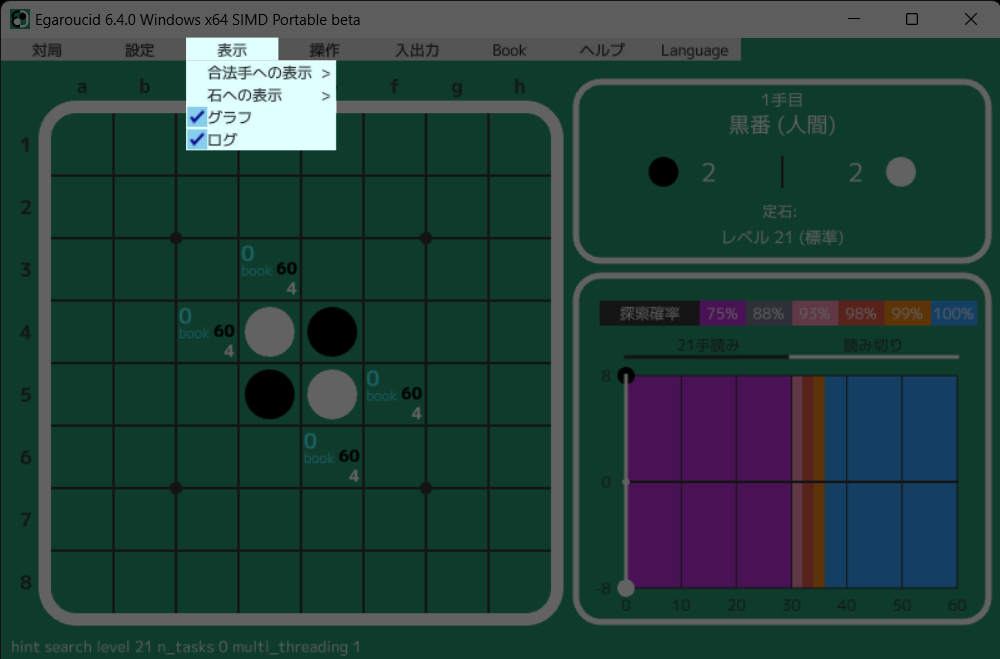 Egaroucid 6.4.0 Windows x64 SIMD Portable beta
対局 設定 表示 操作 入出力 Book ヘルプ Language
合法手への表示 >
石への表示 >
グラフ
ログ
a b f g h
1
2
3
4
5
6
7
8
0
book 60
4
0
book 60
4
0
book 60
4
0
book 60
4
1手目
黒番 (人間)
2 2
定石:
レベル 21 (標準)
探索確率 75% 88% 93% 98% 99% 100%
21手読み 読み切り
8
0
-8
0 10 20 30 40 50 60
hint search level 21 n_tasks 0 multi_threading 1